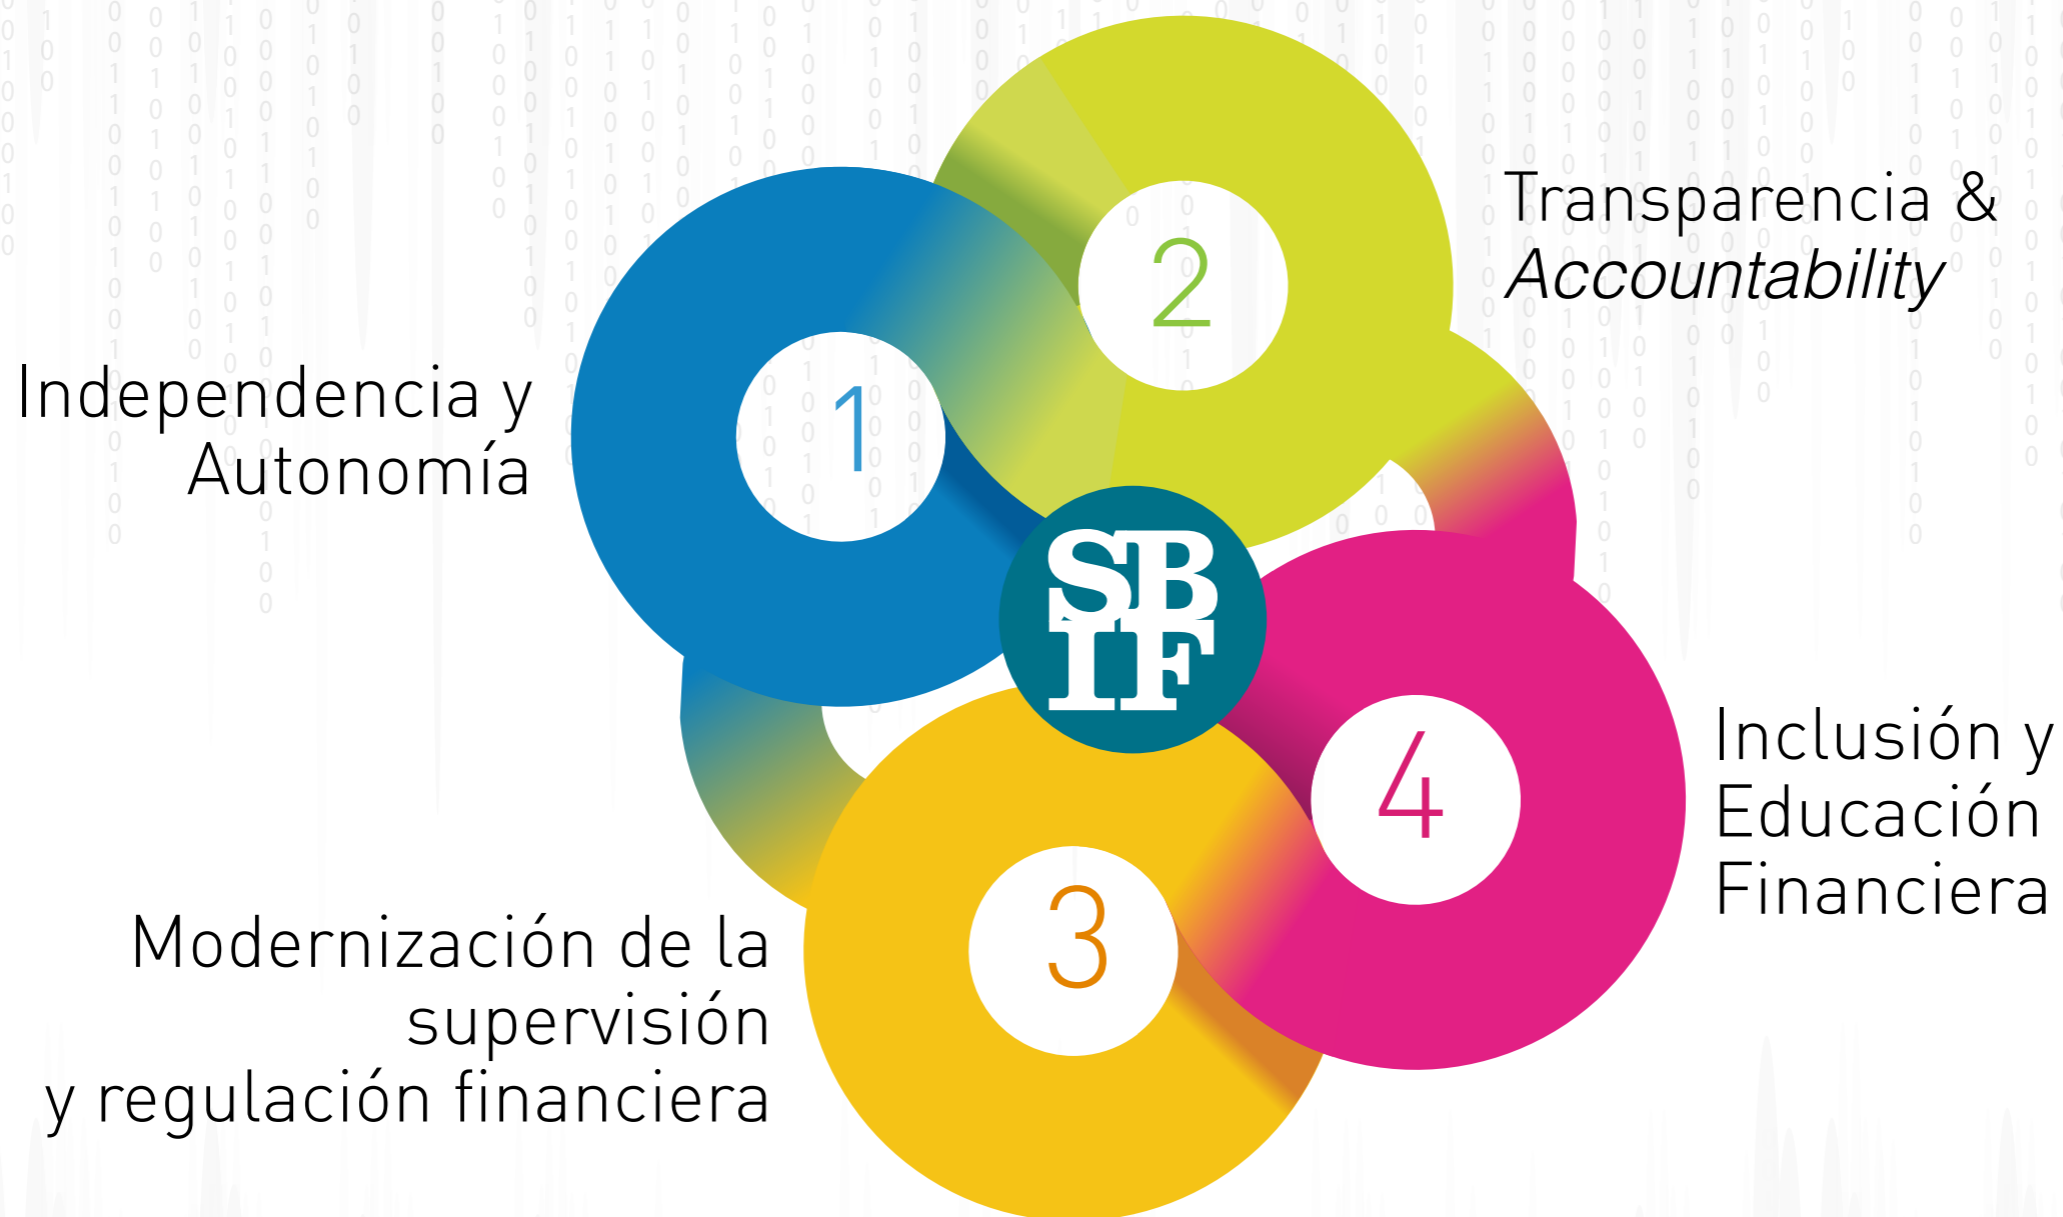 1
Independencia y
Autonomía
2
Transparencia &
Accountability
SB
IF
3
Modernización de la
supervisión
y regulación financiera
4
Inclusión y
Educación
Financiera